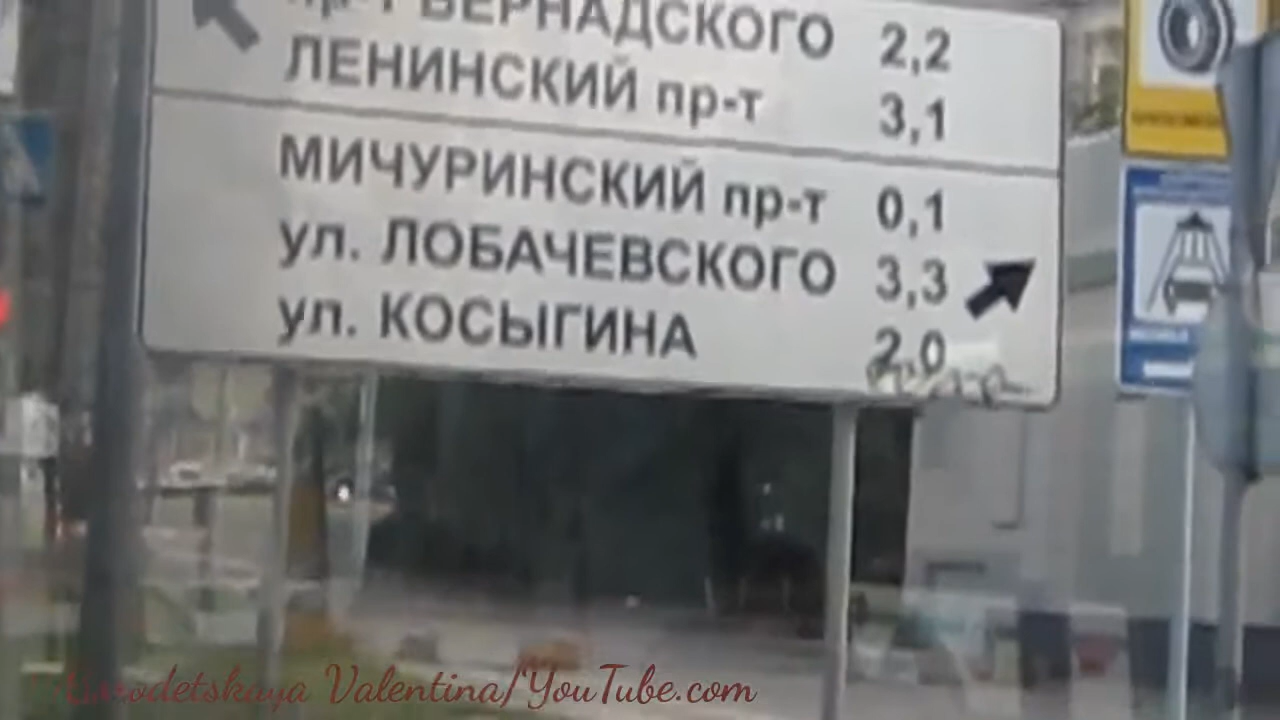 пр-т ВЕРНАДСКОГО 2,2
ЛЕНИНСКИЙ пр-т 3,1
МИЧУРИНСКИЙ пр-т 0,1
ул. ЛОБАЧЕВСКОГО 3,3
ул. КОСЫГИНА 2,0
Valentina/YouTube.com